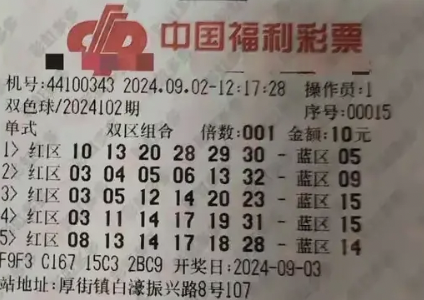 中国福利彩票
机号:44100343 2024.09.02-12:17:28 操作员:1
双色球/2024102期 序号:00015
单式 双区组合 倍数:001 金额:10元
1> 红区 10 13 20 28 29 30 - 蓝区 05
2> 红区 03 04 05 06 13 32 - 蓝区 09
3> 红区 03 05 12 14 20 23 - 蓝区 15
4> 红区 03 11 14 17 19 31 - 蓝区 15
5> 红区 08 13 14 17 18 28 - 蓝区 14
F9F3 C167 15C3 2BC9 开奖日:2024-09-03
站地址:厚街镇白濠振兴路8号107